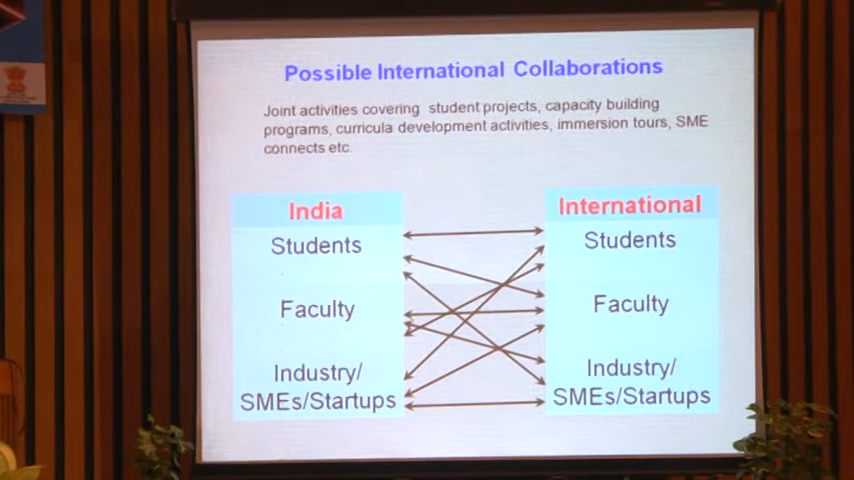 Possible International Collaborations
Joint activities covering student projects, capacity building
programs, curricula development activities, immersion tours, SME
connects etc.
India
Students
Faculty
Industry/
SMEs/Startups
International
Students
Faculty
Industry/
SMEs/Startups